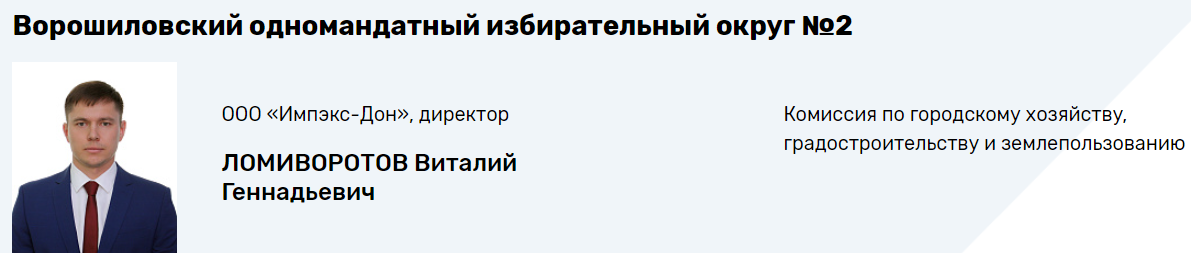 Ворошиловский одномандатный избирательный округ №2
ООО «Импэкс-Дон», директор
ЛОМИВОРОТОВ Виталий
Геннадьевич
Комиссия по городскому хозяйству,
градостроительству и землепользованию